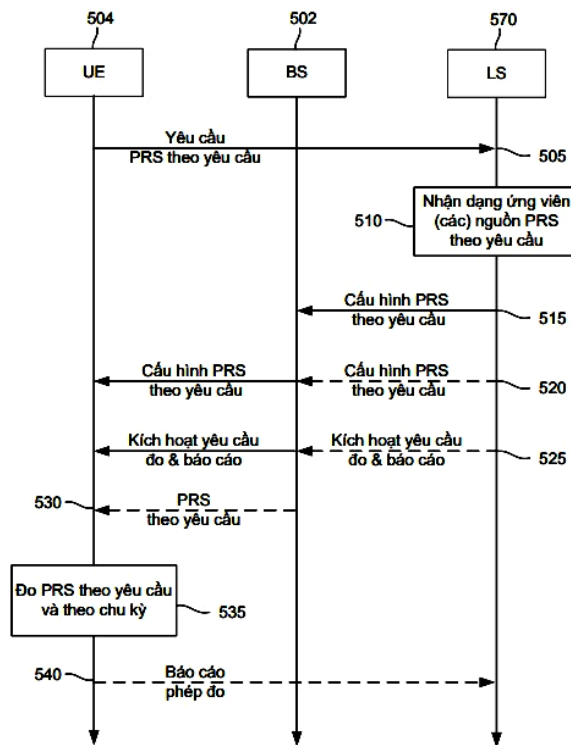 504
502
570
UE
BS
LS
Yêu cầu
PRS theo yêu cầu
505
Nhận dạng ứng viên
(các) nguồn PRS
theo yêu cầu
510
Cấu hình PRS
theo yêu cầu
515
Cấu hình PRS
theo yêu cầu
Cấu hình PRS
theo yêu cầu
520
Kích hoạt yêu cầu
đo & báo cáo
Kích hoạt yêu cầu
đo & báo cáo
525
530
PRS
theo yêu cầu
Đo PRS theo yêu cầu
và theo chu kỳ
535
540
Báo cáo
phép đo